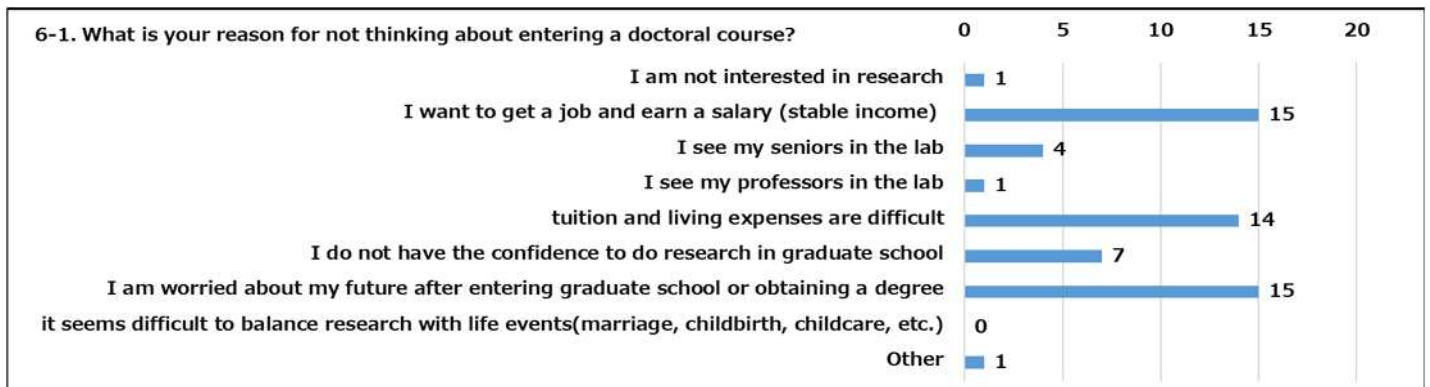 6-1. What is your reason for not thinking about entering a doctoral course?
0 5 10 15 20
I am not interested in research 1
I want to get a job and earn a salary (stable income) 15
I see my seniors in the lab 4
I see my professors in the lab 1
tuition and living expenses are difficult 14
I do not have the confidence to do research in graduate school 7
I am worried about my future after entering graduate school or obtaining a degree 15
it seems difficult to balance research with life events(marriage, childbirth, childcare, etc.) 0
Other 1